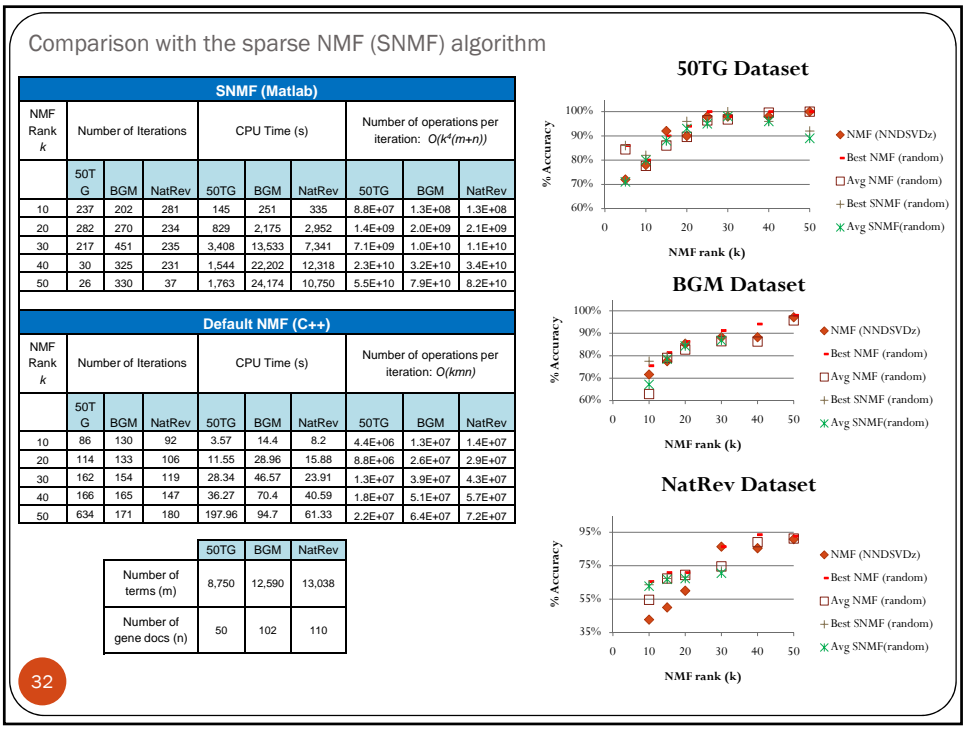 Comparison with the sparse NMF (SNMF) algorithm
SNMF (Matlab)
NMF Rank k Number of Iterations CPU Time (s) Number of operations per iteration: O(k⁴(m+n))
50TG BGM NatRev 50TG BGM NatRev 50TG BGM NatRev
10 237 202 281 145 251 335 8.8E+07 1.3E+08 1.3E+08
20 282 270 234 829 2,175 2,952 1.4E+09 2.0E+09 2.1E+09
30 217 451 235 3,408 13,533 7,341 7.1E+09 1.0E+10 1.1E+10
40 30 325 231 1,544 22,202 12,318 2.3E+10 3.2E+10 3.4E+10
50 26 330 37 1,763 24,174 10,750 5.5E+10 7.9E+10 8.2E+10
Default NMF (C++)
NMF Rank k Number of Iterations CPU Time (s) Number of operations per iteration: O(kmn)
50TG BGM NatRev 50TG BGM NatRev 50TG BGM NatRev
10 86 130 92 3.57 14.4 8.2 4.4E+06 1.3E+07 1.4E+07
20 114 133 106 11.55 28.96 15.88 8.8E+06 2.6E+07 2.9E+07
30 162 154 119 28.34 46.57 23.91 1.3E+07 3.9E+07 4.3E+07
40 166 165 147 36.27 70.4 40.59 1.8E+07 5.1E+07 5.7E+07
50 634 171 180 197.96 94.7 61.33 2.2E+07 6.4E+07 7.2E+07
50TG BGM NatRev
Number of terms (m) 8,750 12,590 13,038
Number of gene docs (n) 50 102 110
32
50TG Dataset
% Accuracy
100%
90%
80%
70%
60%
0 10 20 30 40 50
NMF rank (k)
NMF (NNDSVDz)
Best NMF (random)
Avg NMF (random)
Best SNMF (random)
Avg SNMF(random)
BGM Dataset
% Accuracy
100%
90%
80%
70%
60%
0 10 20 30 40 50
NMF rank (k)
NMF (NNDSVDz)
Best NMF (random)
Avg NMF (random)
Best SNMF (random)
Avg SNMF(random)
NatRev Dataset
% Accuracy
95%
75%
55%
35%
0 10 20 30 40 50
NMF rank (k)
NMF (NNDSVDz)
Best NMF (random)
Avg NMF (random)
Best SNMF (random)
Avg SNMF(random)